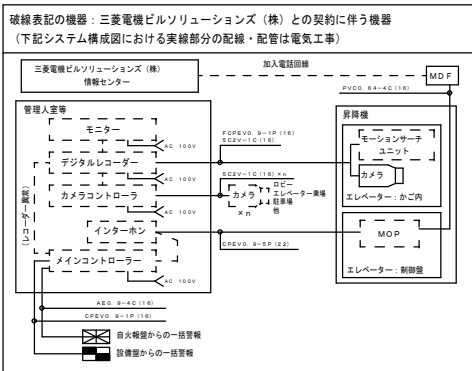 破線表記の機器：三菱電機ビルソリューションズ（株）との契約に伴う機器
（下記システム構成図における実線部分の配線・配管は電気工事）
三菱電機ビルソリューションズ（株）
情報センター
加入電話回線
MDF
PVC0．64-4C（16）
管理人室等
昇降機
モニター
AC 100V
FCPEV0．9-1P（16）
5C2V-1C（16）
モーションサーチ
ユニット
デジタルレコーダー
AC 100V
カメラ
5C2V-1C（16）×n
カメラコントローラ
カメラ
×n
ロビー
エレベーター乗場
駐車場
他
エレベーター：かご内
AC 100V
（レコーダー異常）
インターホン
MOP
CPEV0．9-5P（22）
メインコントローラー
エレベーター：制御盤
AC 100V
AE0．9-4C（16）
CPEV0．9-1P（16）
自火報盤からの一括警報
設備盤からの一括警報